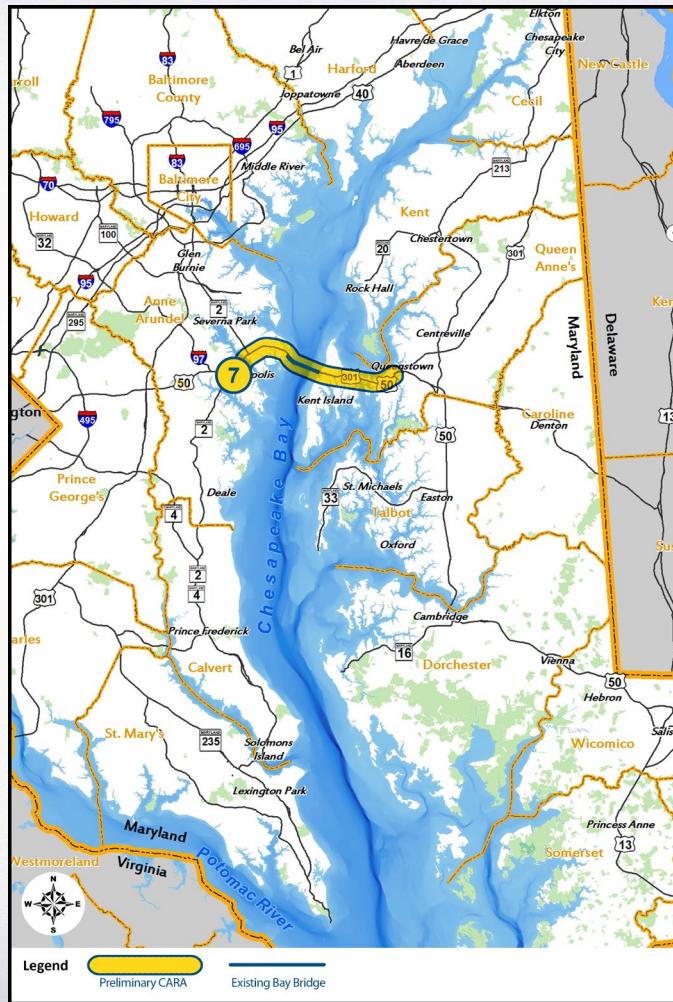 Elkton
Chesapeake
City
New Castle
Havre de Grace
Aberdeen
Bel Air
Harford
83
Baltimore
County
1
Joppatowne
40
Cecil
795
95
695
83
Middle River
Baltimore
City
70
213
Howard
Kent
32
100
Chestertown
20
301
Queen
Anne's
Glen
Burnie
95
Rock Hall
295
Anne
Arundel
2
Severna Park
Centréville
Maryland
Delaware
97
7
Queenstown
50
polis
301
50
Kent Island
Caroline
Denton
13
495
2
50
Chesapeake Bay
Prince
George's
Deale
4
33
St. Michaels
Easton
Talbot
Oxford
2
4
301
Prince Frederick
Cambridge
Calvert
16
Dorchester
Vienna
50
Hebron
St. Mary's
235
Solomons
Island
Wicomico
Lexington Park
Princess Anne
13
Maryland
Virginia
Westmoreland
Potomac River
Somerset
N
W
E
S
Legend
Preliminary CARA
Existing Bay Bridge